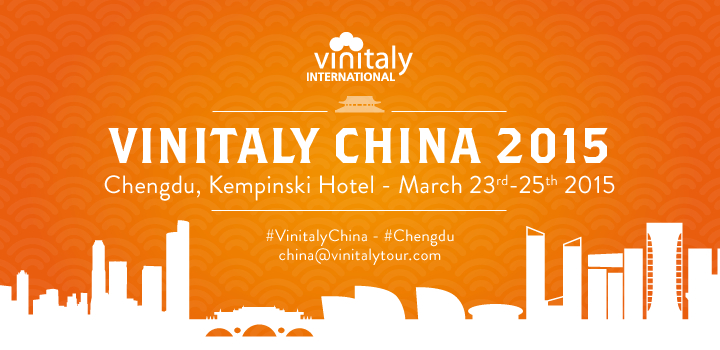 vinitaly
INTERNATIONAL
VINITALY CHINA 2015
Chengdu, Kempinski Hotel - March 23rd-25th 2015
#VinitalyChina - #Chengdu
china@vinitalytour.com